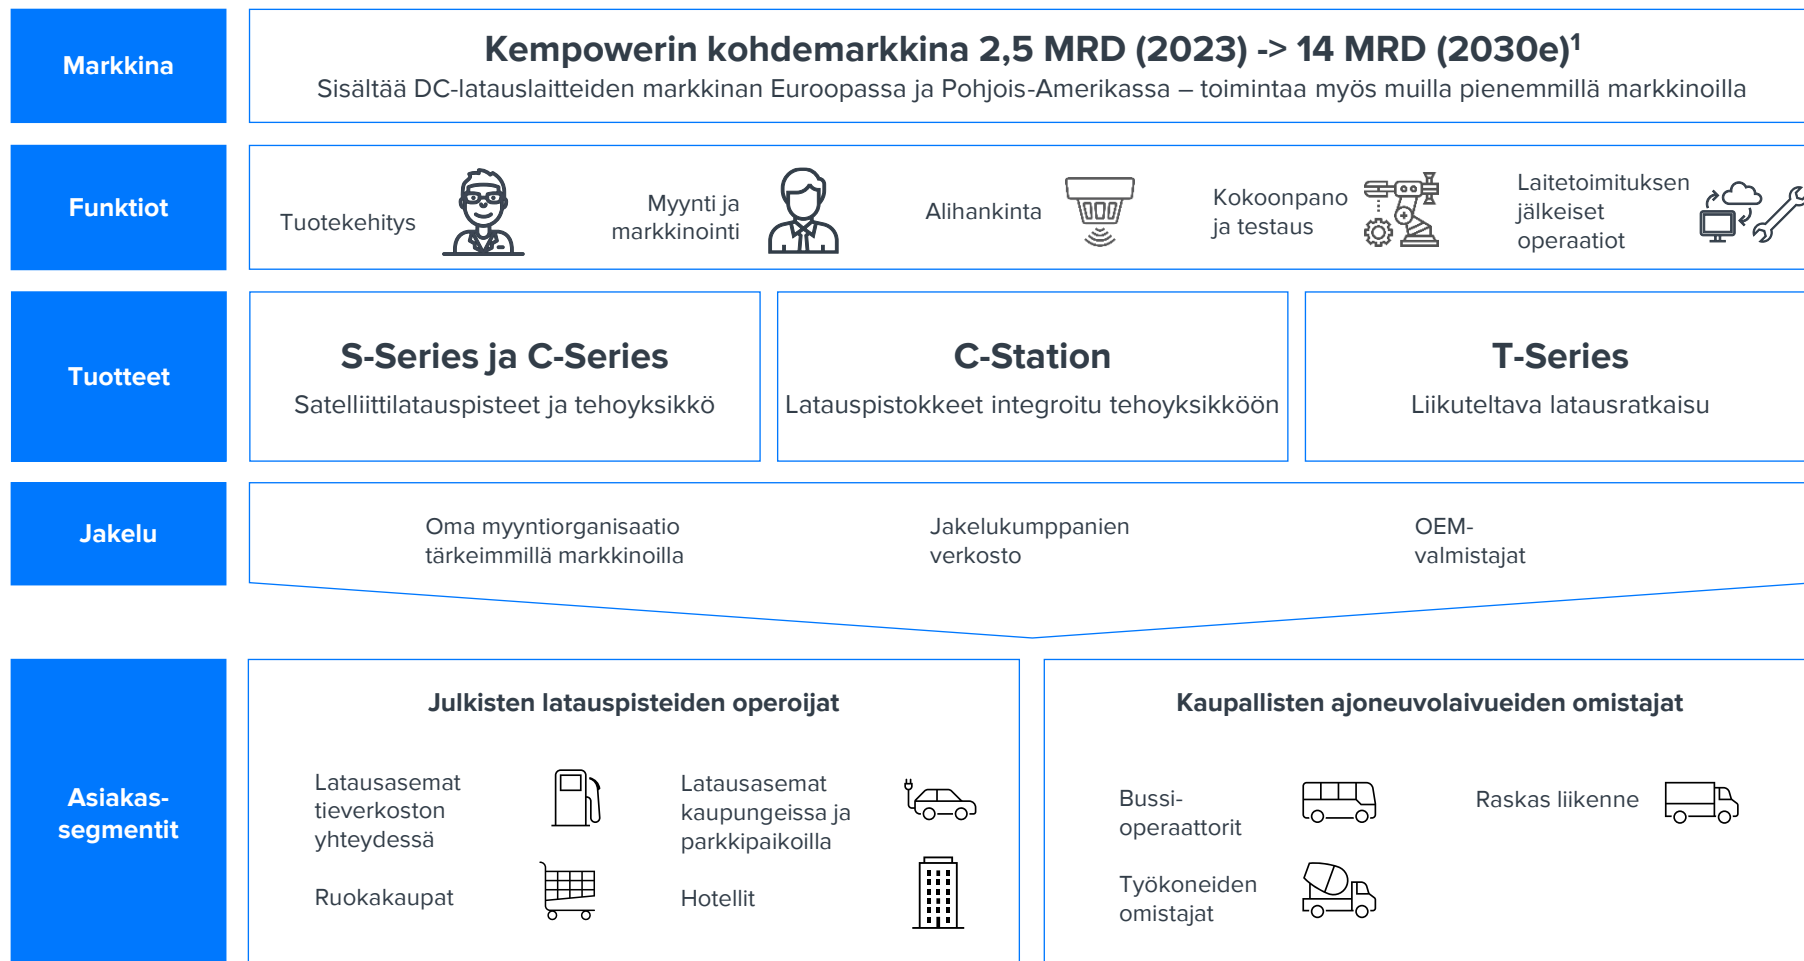 Markkina
Kempowerin kohdemarkkina 2,5 MRD (2023) -> 14 MRD (2030e)¹
Sisältää DC-latauslaitteiden markkinan Euroopassa ja Pohjois-Amerikassa – toimintaa myös muilla pienemmillä markkinoilla
Funktiot
Tuotekehitys
Myynti ja
markkinointi
Alihankinta
Kokoonpano
ja testaus
Laitetoimituksen
jälkeiset
operaatiot
Tuotteet
S-Series ja C-Series
Satelliittilatauspisteet ja tehoyksikkö
C-Station
Latauspistokkeet integroitu tehoyksikköön
T-Series
Liikuteltava latausratkaisu
Jakelu
Oma myyntiorganisaatio
tärkeimmillä markkinoilla
Jakelukumppanien
verkosto
OEM-
valmistajat
Asiakas-
segmentit
Julkisten latauspisteiden operoijat
Latausasemat
tieverkoston
yhteydessä
Latausasemat
kaupungeissa ja
parkkipaikoilla
Ruokakaupat
Hotellit
Kaupallisten ajoneuvolaivueiden omistajat
Bussi-
operaattorit
Raskas liikenne
Työkoneiden
omistajat